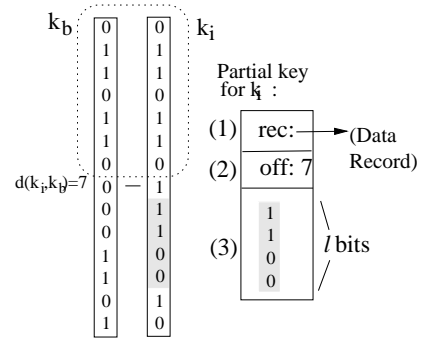 k_b k_i
0 0
1 1
1 1
0 0
1 1
1 1
0 0
d(k_i,k_b)=7 0 – 1
0 1
0 1
1 0
1 0
0 1
1 0
Partial key
for k_i :
(1) rec: (Data
Record)
(2) off: 7
(3)
1
1
0
0
l bits